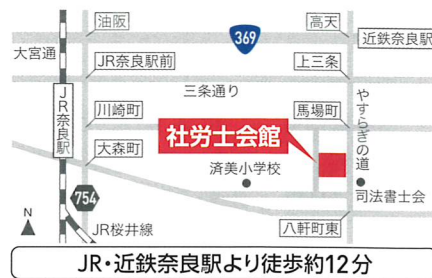 油阪
高天
369
近鉄奈良駅
大宮通
JR奈良駅前
上三条
三条通り
JR奈良駅
川崎町
馬場町
やすらぎの道
社労士会館
大森町
済美小学校
754
司法書士会
N
JR桜井線
八軒町東
JR・近鉄奈良駅より徒歩約12分